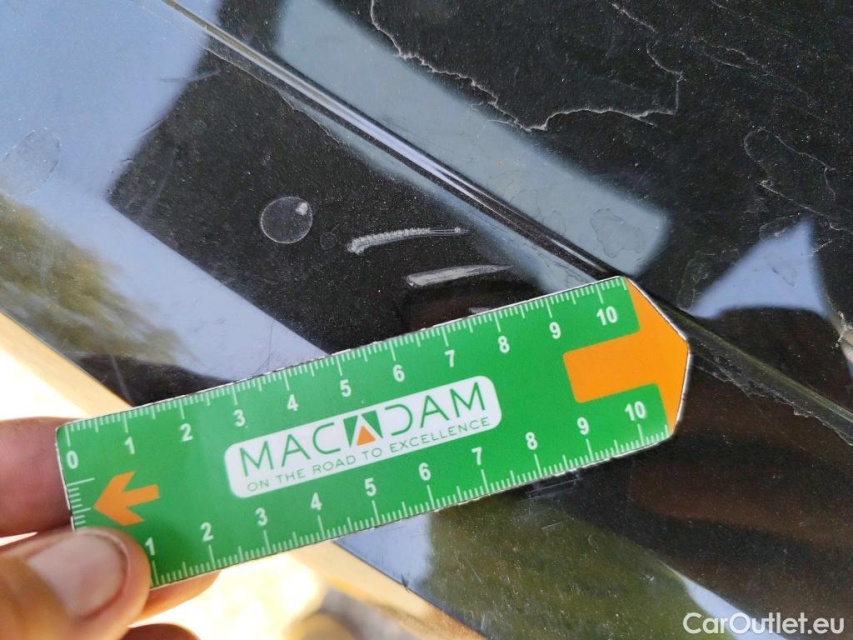 0 1 2 3 4 5 6 7 8 9 10
MACADAM
ON THE ROAD TO EXCELLENCE
1 2 3 4 5 6 7 8 9 10
CarOutlet.eu